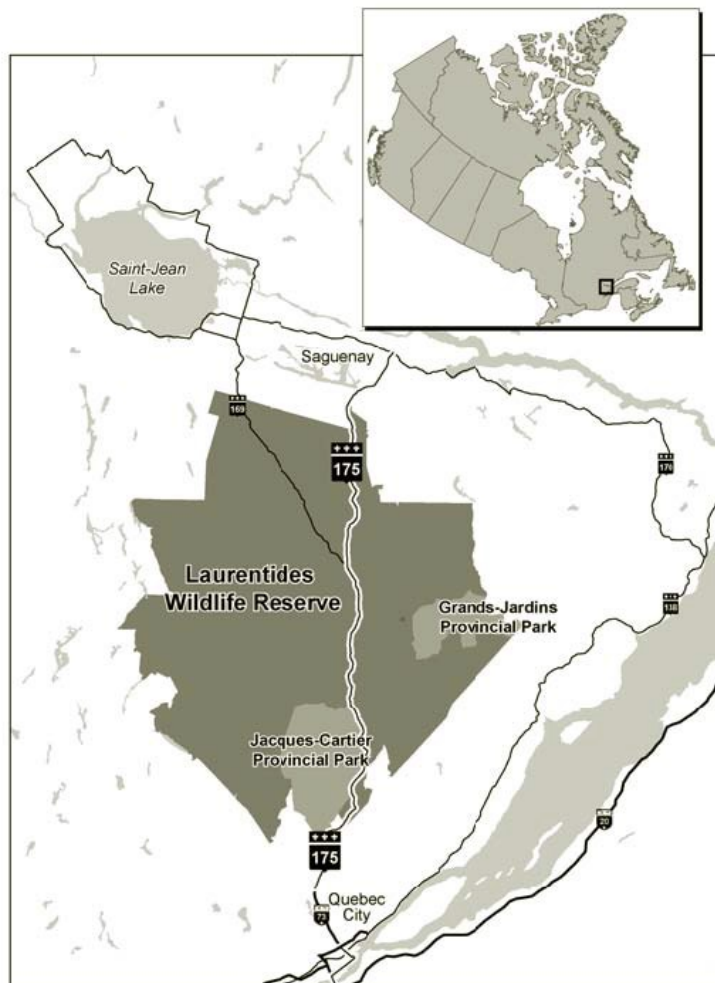 Saint-Jean
Lake
Saguenay
169
175
170
Laurentides
Wildlife Reserve
Grands-Jardins
Provincial Park
138
Jacques-Cartier
Provincial Park
20
175
Quebec
City
73